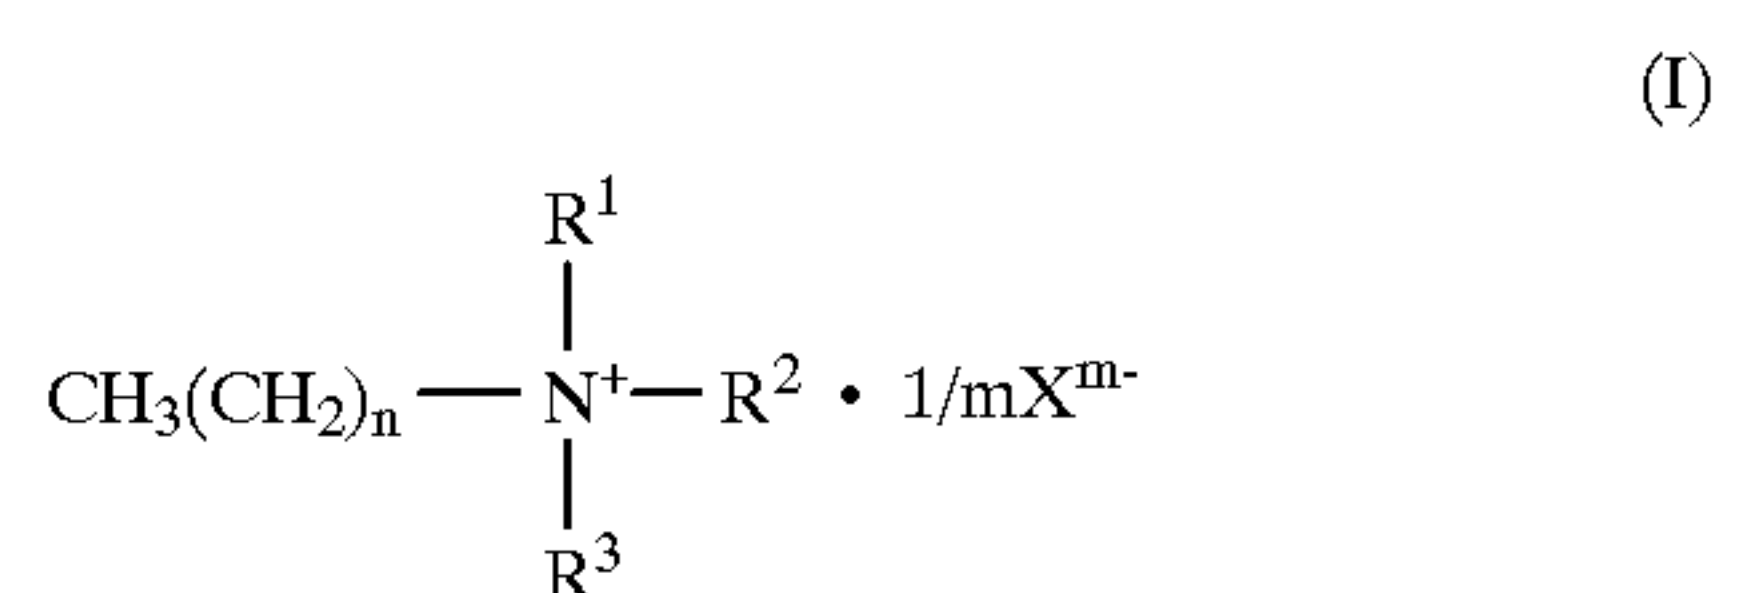 (I)
R¹
CH₃(CH₂)ₙ — N⁺ — R² • 1/mXᵐ⁻
R³